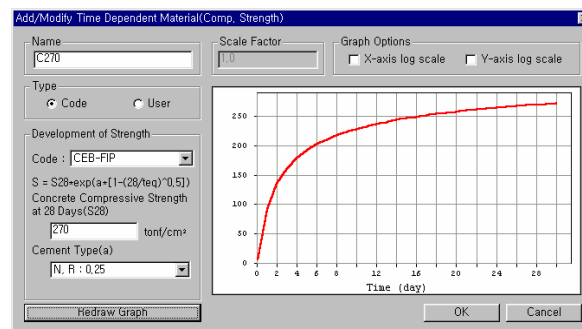 Add/Modify Time Dependent Material(Comp, Strength)
Name
C270
Scale Factor
1.0
Graph Options
X-axis log scale
Y-axis log scale
Type
Code
User
Development of Strength
Code : CEB-FIP
S = S28*exp(a*[1-(28/teq)^0,5])
Concrete Compressive Strength
at 28 Days(S28)
270 tonf/cm²
Cement Type(a)
N, R : 0,25
Redraw Graph
250
200
150
100
50
0
0 2 4 6 8 12 16 20 24 28
Time (day)
OK
Cancel